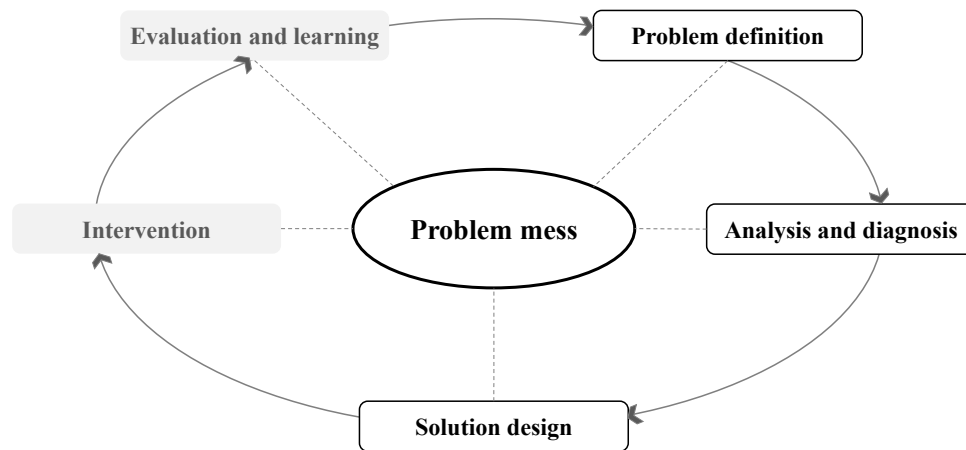 Evaluation and learning
Problem definition
Intervention
Problem mess
Analysis and diagnosis
Solution design